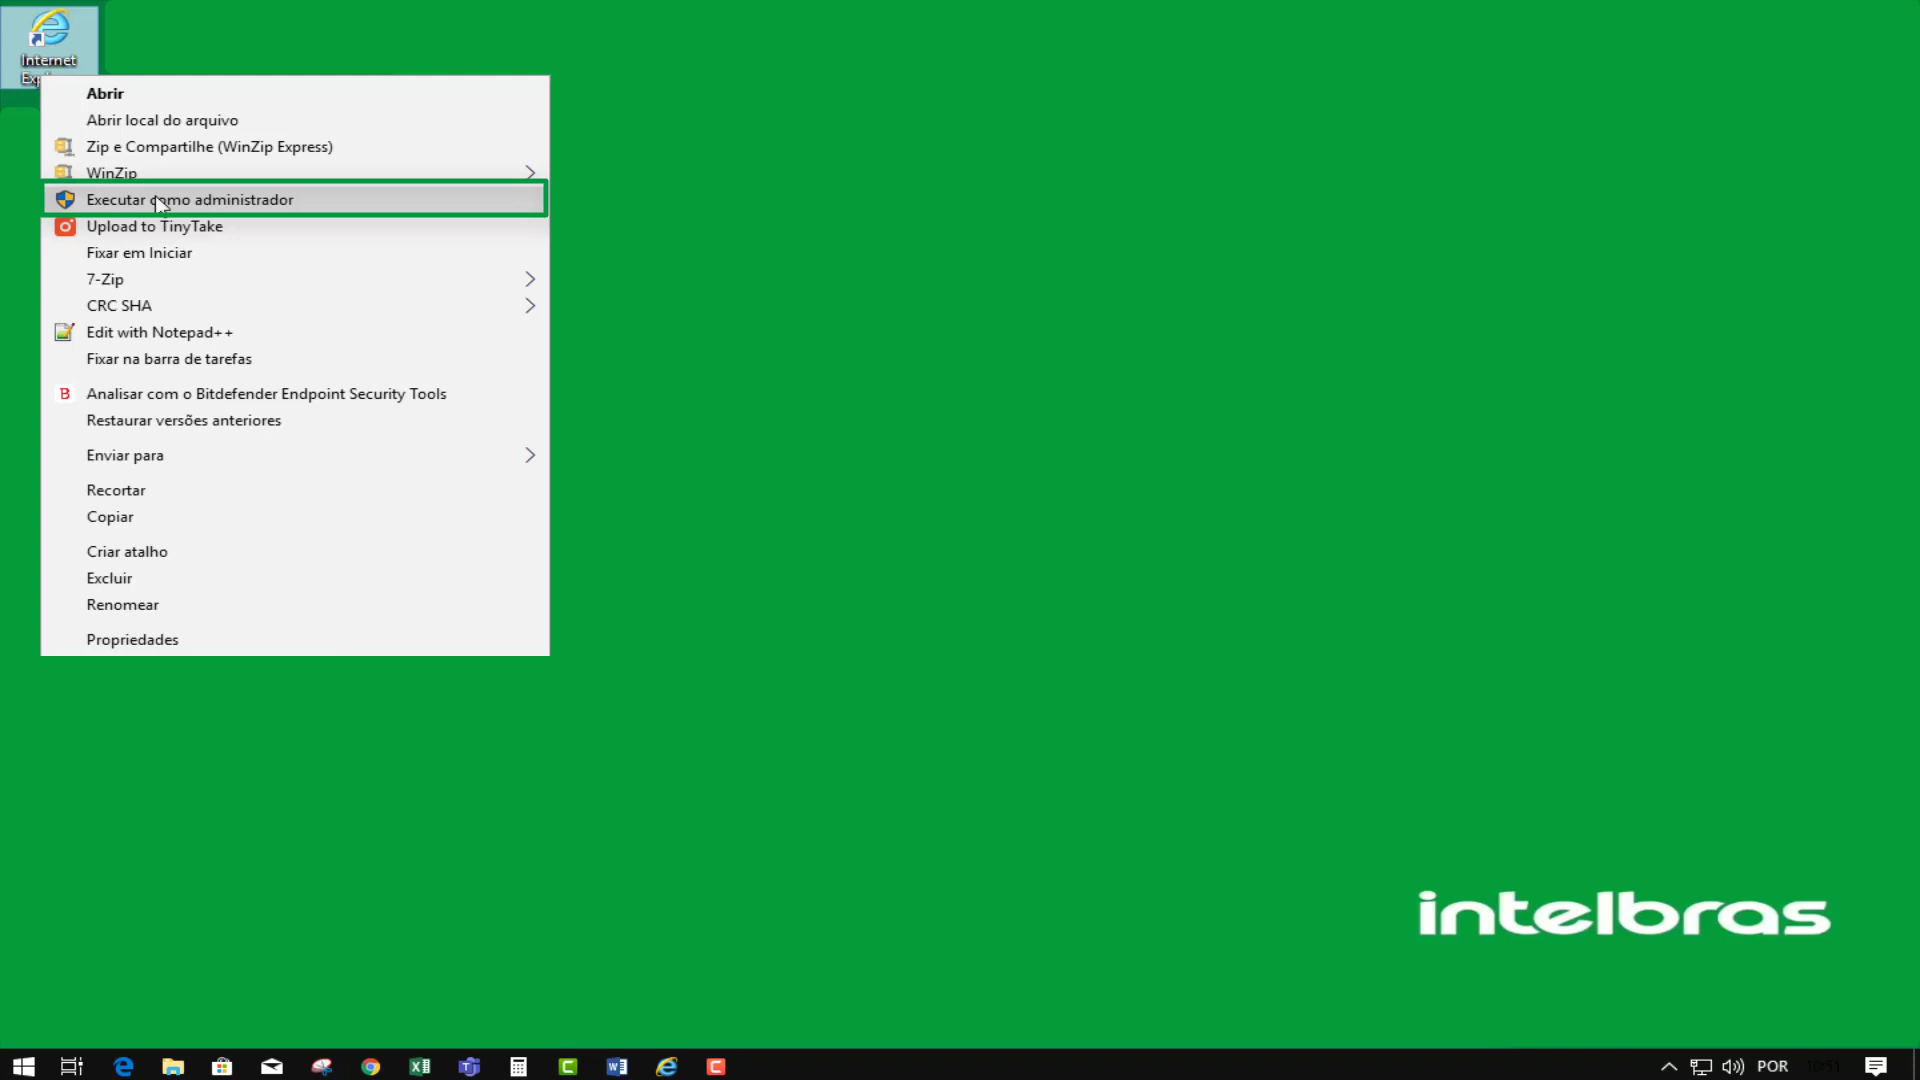 Internet
Abrir
Abrir local do arquivo
Zip e Compartilhe (WinZip Express)
WinZip
Executar como administrador
Upload to TinyTake
Fixar em Iniciar
7-Zip
CRC SHA
Edit with Notepad++
Fixar na barra de tarefas
B Analisar com o Bitdefender Endpoint Security Tools
Restaurar versões anteriores
Enviar para
Recortar
Copiar
Criar atalho
Excluir
Renomear
Propriedades
intelbras
POR